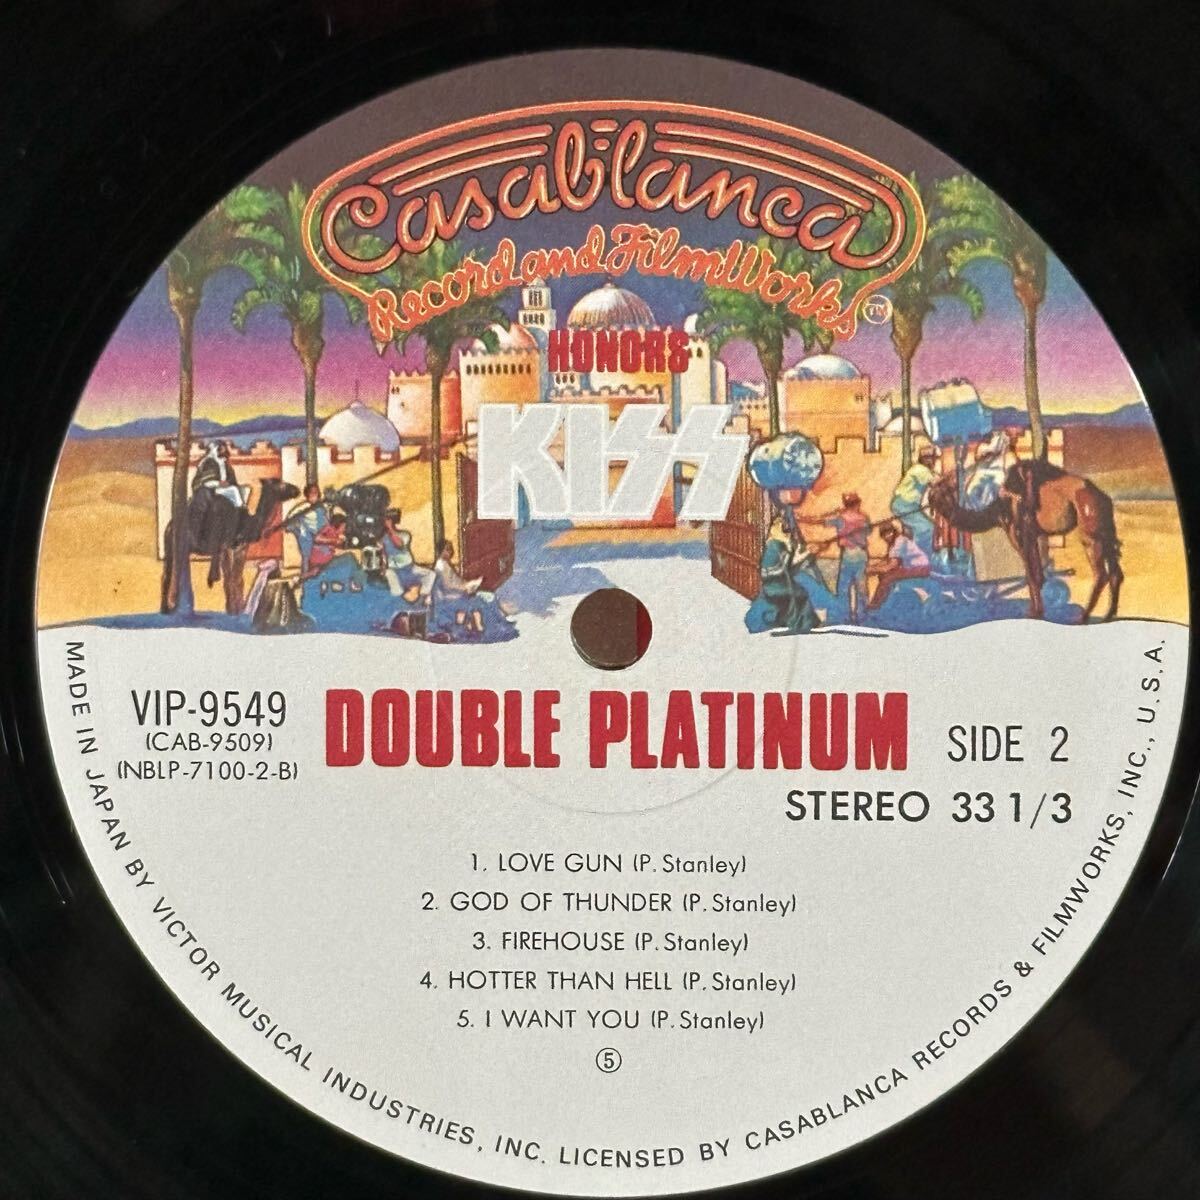 Casablanca
Record and FilmWorks TM
HONORS
KISS
VIP-9549
(CAB-9509)
(NBLP-7100-2-B)
DOUBLE PLATINUM
SIDE 2
STEREO 33 1/3
1. LOVE GUN (P. Stanley)
2. GOD OF THUNDER (P. Stanley)
3. FIREHOUSE (P. Stanley)
4. HOTTER THAN HELL (P. Stanley)
5. I WANT YOU (P. Stanley)
⑤
MADE IN JAPAN BY VICTOR MUSICAL INDUSTRIES, INC. LICENSED BY CASABLANCA RECORDS & FILMWORKS, INC., U.S.A.